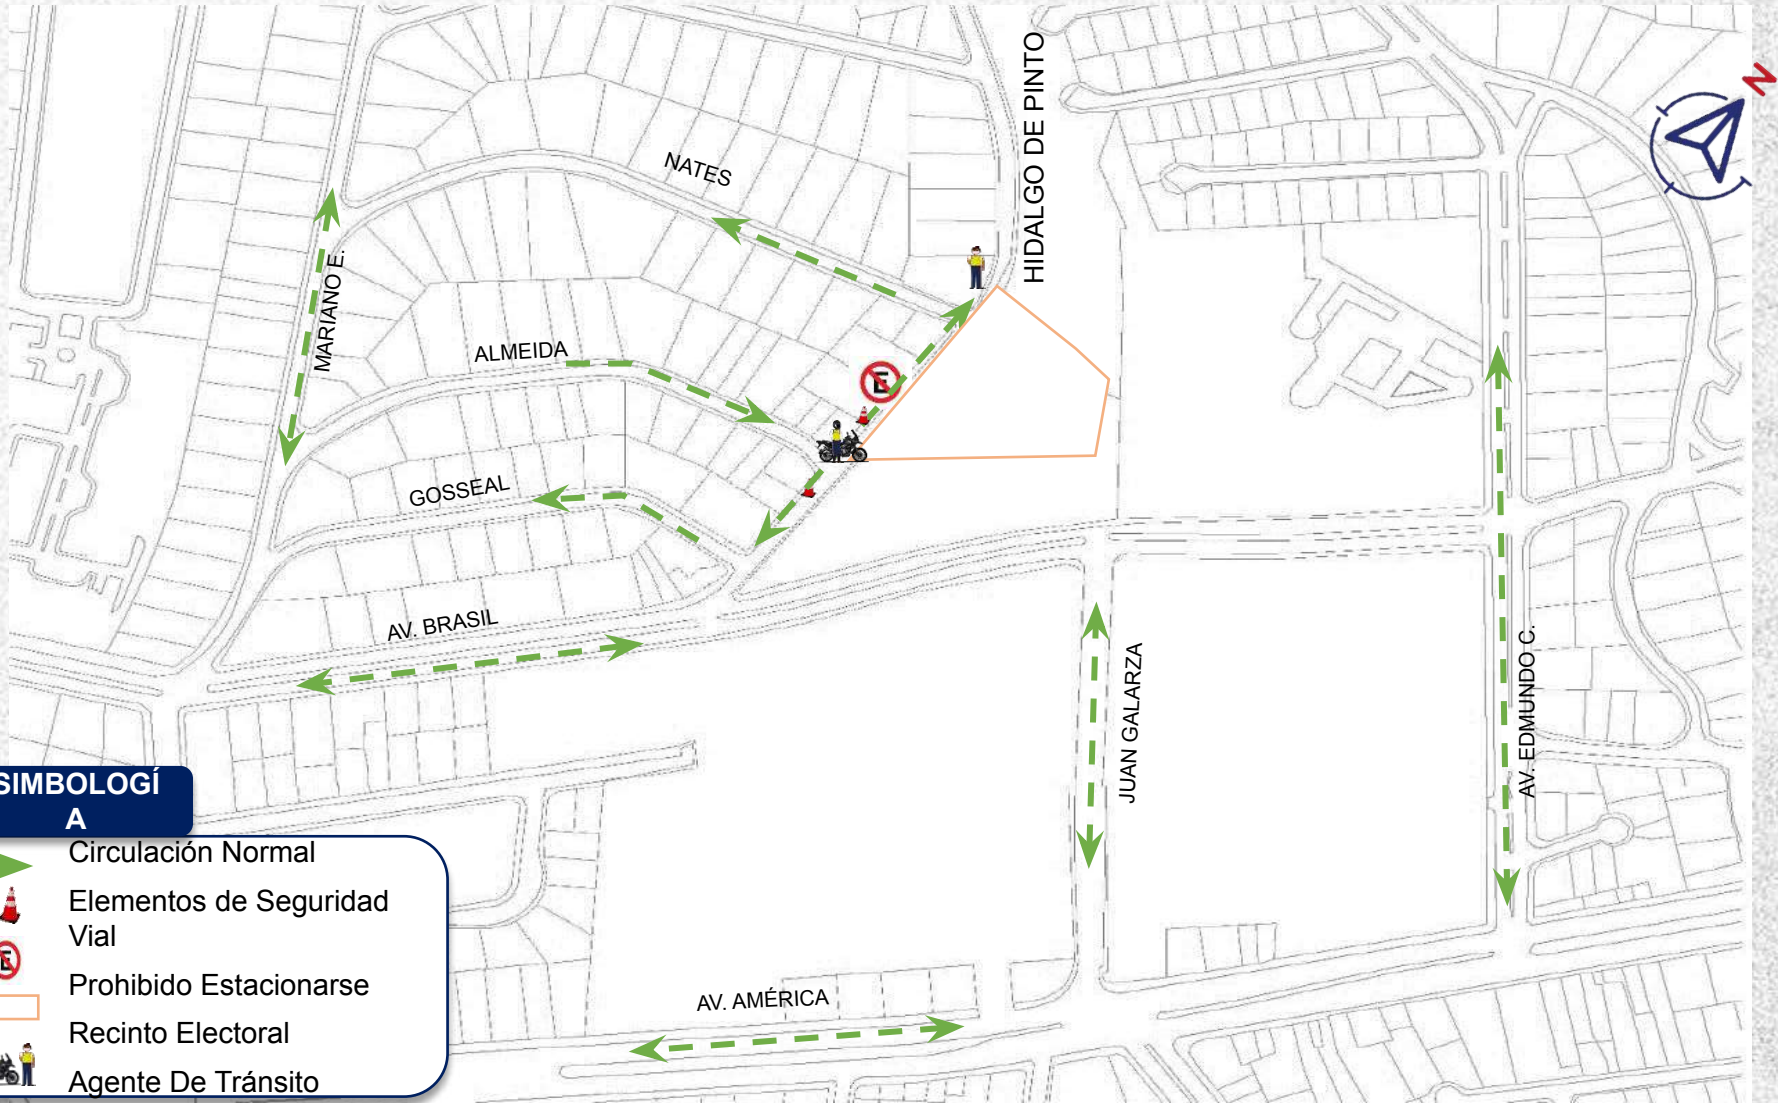 HIDALGO DE PINTO
N
NATES
MARIANO E.
ALMEIDA
E
GOSSEAL
AV. BRASIL
JUAN GALARZA
AV. EDMUNDO C.
AV. AMÉRICA
SIMBOLOGÍ
A
Circulación Normal
Elementos de Seguridad
Vial
E
Prohibido Estacionarse
Recinto Electoral
Agente De Tránsito